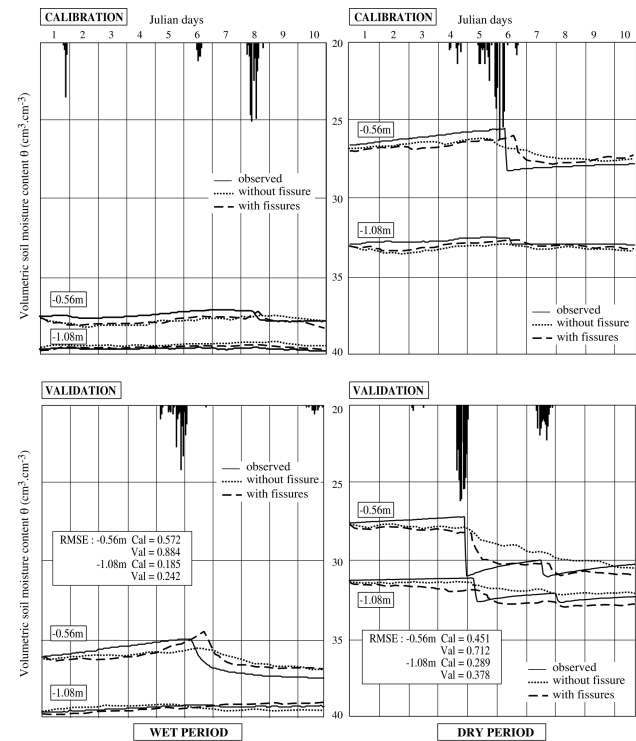 CALIBRATION Julian days
1 2 3 4 5 6 7 8 9 10
Volumetric soil moisture content θ (cm³.cm⁻³)
observed
without fissure
with fissures
-0.56m
-1.08m
CALIBRATION Julian days
1 2 3 4 5 6 7 8 9 10
20
25
30
35
40
-0.56m
-1.08m
observed
without fissure
with fissures
VALIDATION
Volumetric soil moisture content θ (cm³.cm⁻³)
observed
without fissure
with fissures
RMSE : -0.56m Cal = 0.572
Val = 0.884
-1.08m Cal = 0.185
Val = 0.242
-0.56m
-1.08m
WET PERIOD
VALIDATION
20
25
30
35
40
-0.56m
-1.08m
RMSE : -0.56m Cal = 0.451
Val = 0.712
-1.08m Cal = 0.289
Val = 0.378
observed
without fissure
with fissures
DRY PERIOD